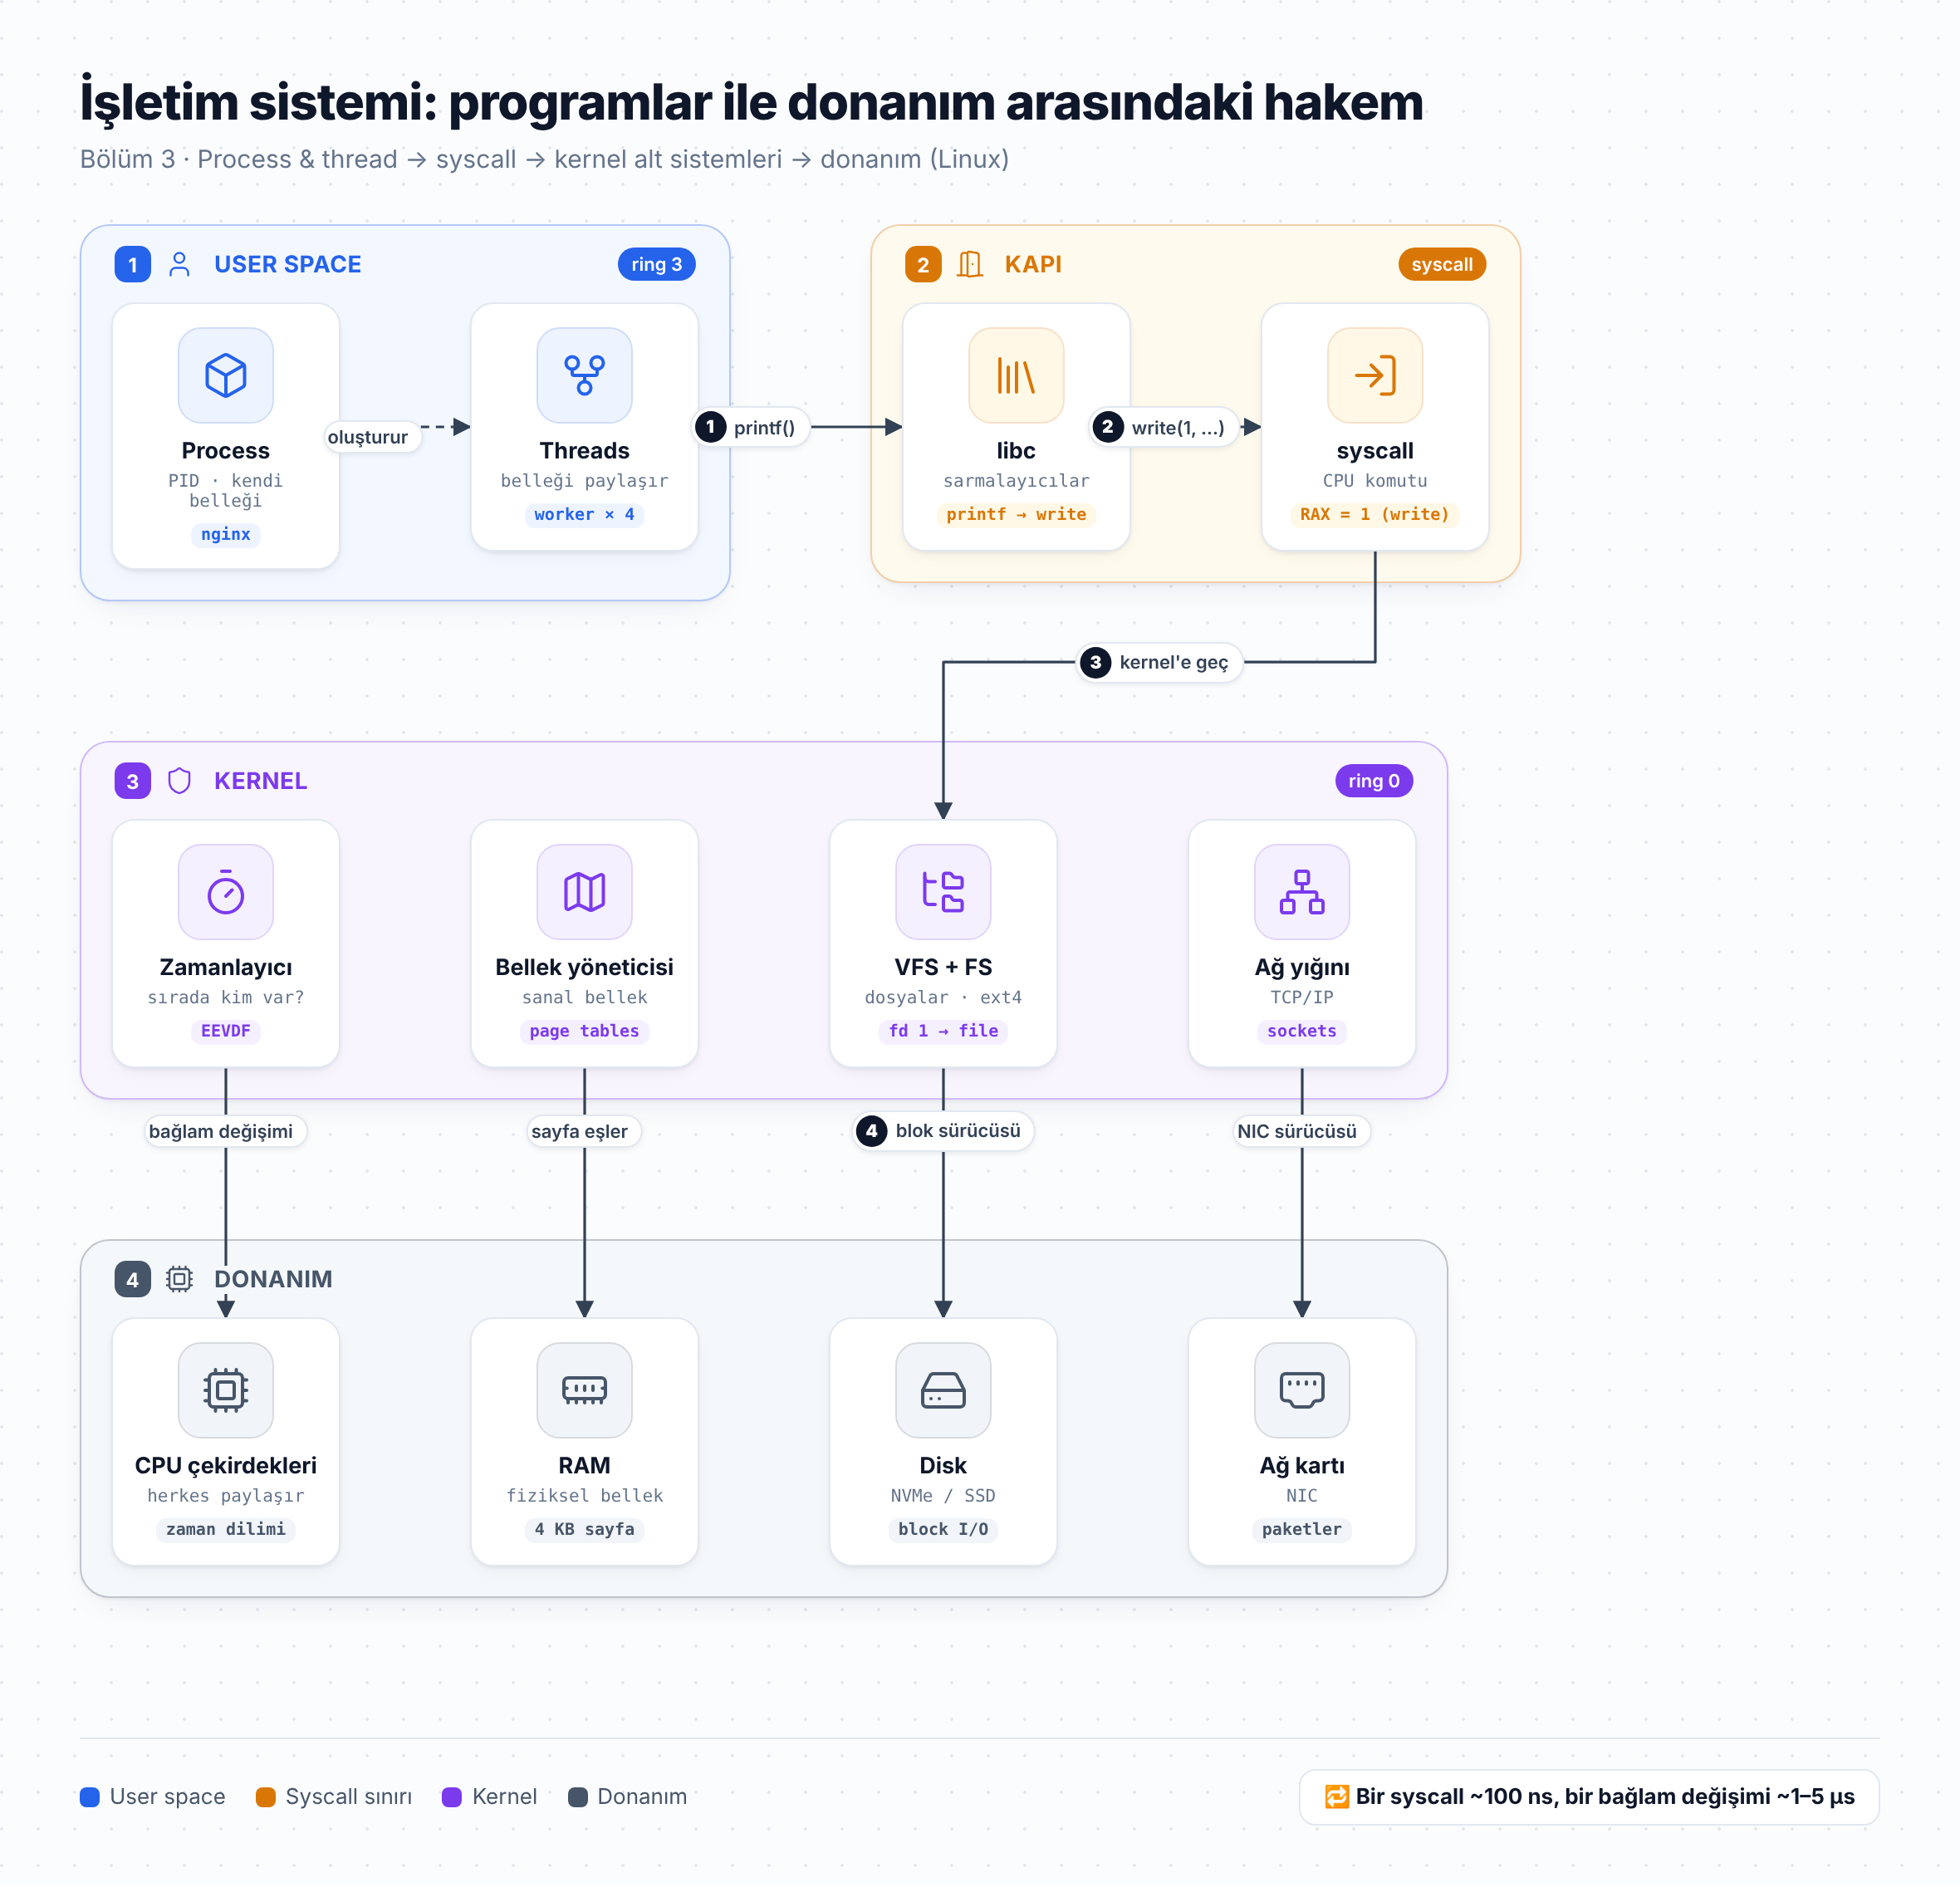 İşletim sistemi: programlar ile donanım arasındaki hakem
Bölüm 3 · Process & thread → syscall → kernel alt sistemleri → donanım (Linux)
1 USER SPACE ring 3
Process
PID · kendi
belleği
nginx
oluşturur
Threads
belleği paylaşır
worker × 4
1 printf()
2 KAPI syscall
libc
sarmalayıcılar
printf → write
2 write(1, …)
syscall
CPU komutu
RAX = 1 (write)
3 kernel'e geç
3 KERNEL ring 0
Zamanlayıcı
sırada kim var?
EEVDF
Bellek yöneticisi
sanal bellek
page tables
VFS + FS
dosyalar · ext4
fd 1 → file
Ağ yığını
TCP/IP
sockets
bağlam değişimi
sayfa eşler
4 blok sürücüsü
NIC sürücüsü
4 DONANIM
CPU çekirdekleri
herkes paylaşır
zaman dilimi
RAM
fiziksel bellek
4 KB sayfa
Disk
NVMe / SSD
block I/O
Ağ kartı
NIC
paketler
User space
Syscall sınırı
Kernel
Donanım
🔁 Bir syscall ~100 ns, bir bağlam değişimi ~1–5 µs